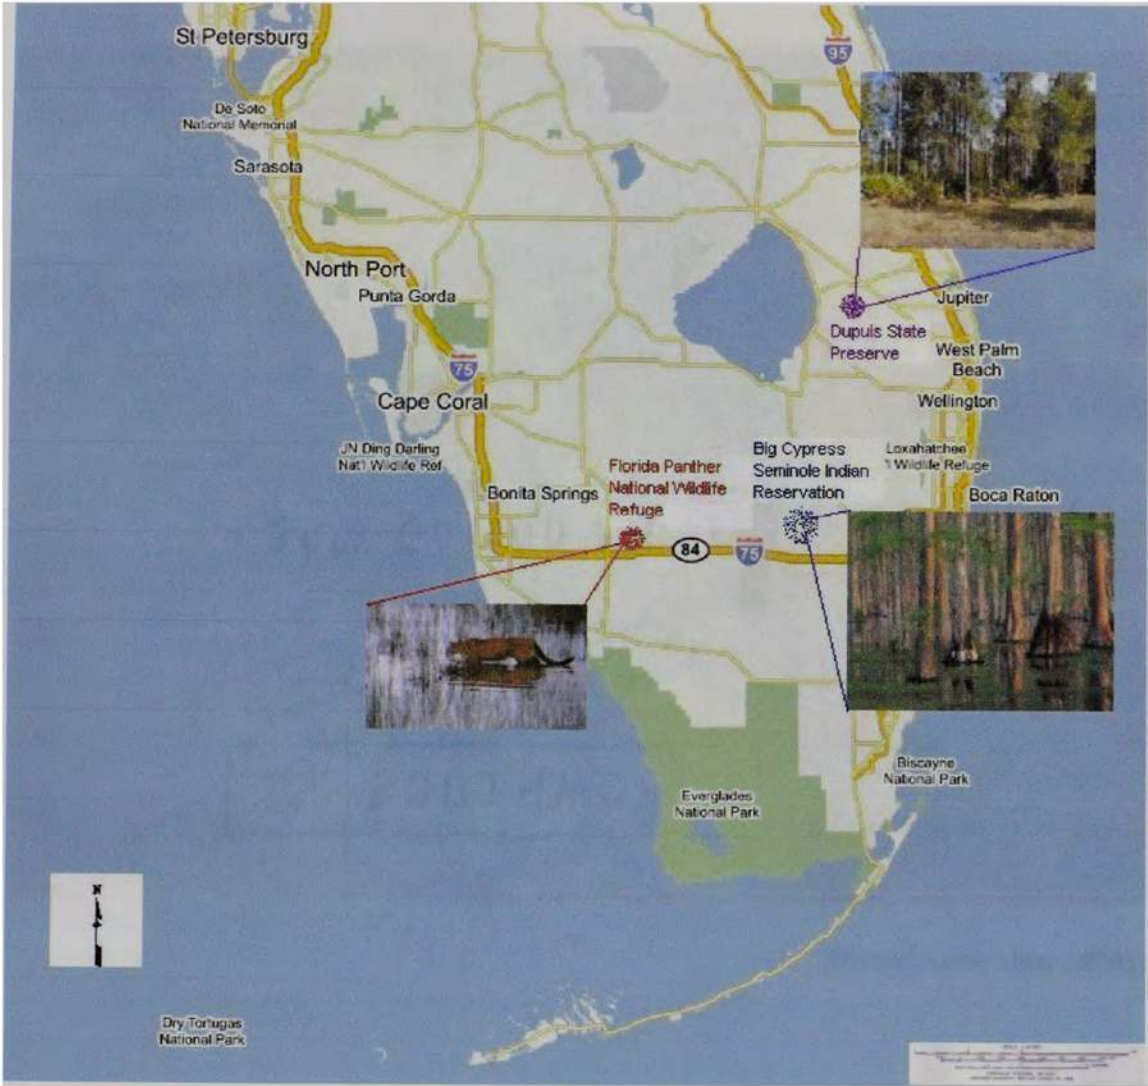 St Petersburg
95
De Soto
National Memorial
Sarasota
North Port
Punta Gorda
Jupiter
Dupuis State
Preserve
West Palm
Beach
75
Cape Coral
Wellington
JN Ding Darling
Nat'l Wildlife Ref
Florida Panther
National Wildlife
Refuge
Big Cypress
Seminole Indian
Reservation
Loxahatchee
'l Wildlife Refuge
Bonita Springs
Boca Raton
84
75
Biscayne
National Park
Everglades
National Park
N
Dry Tortugas
National Park